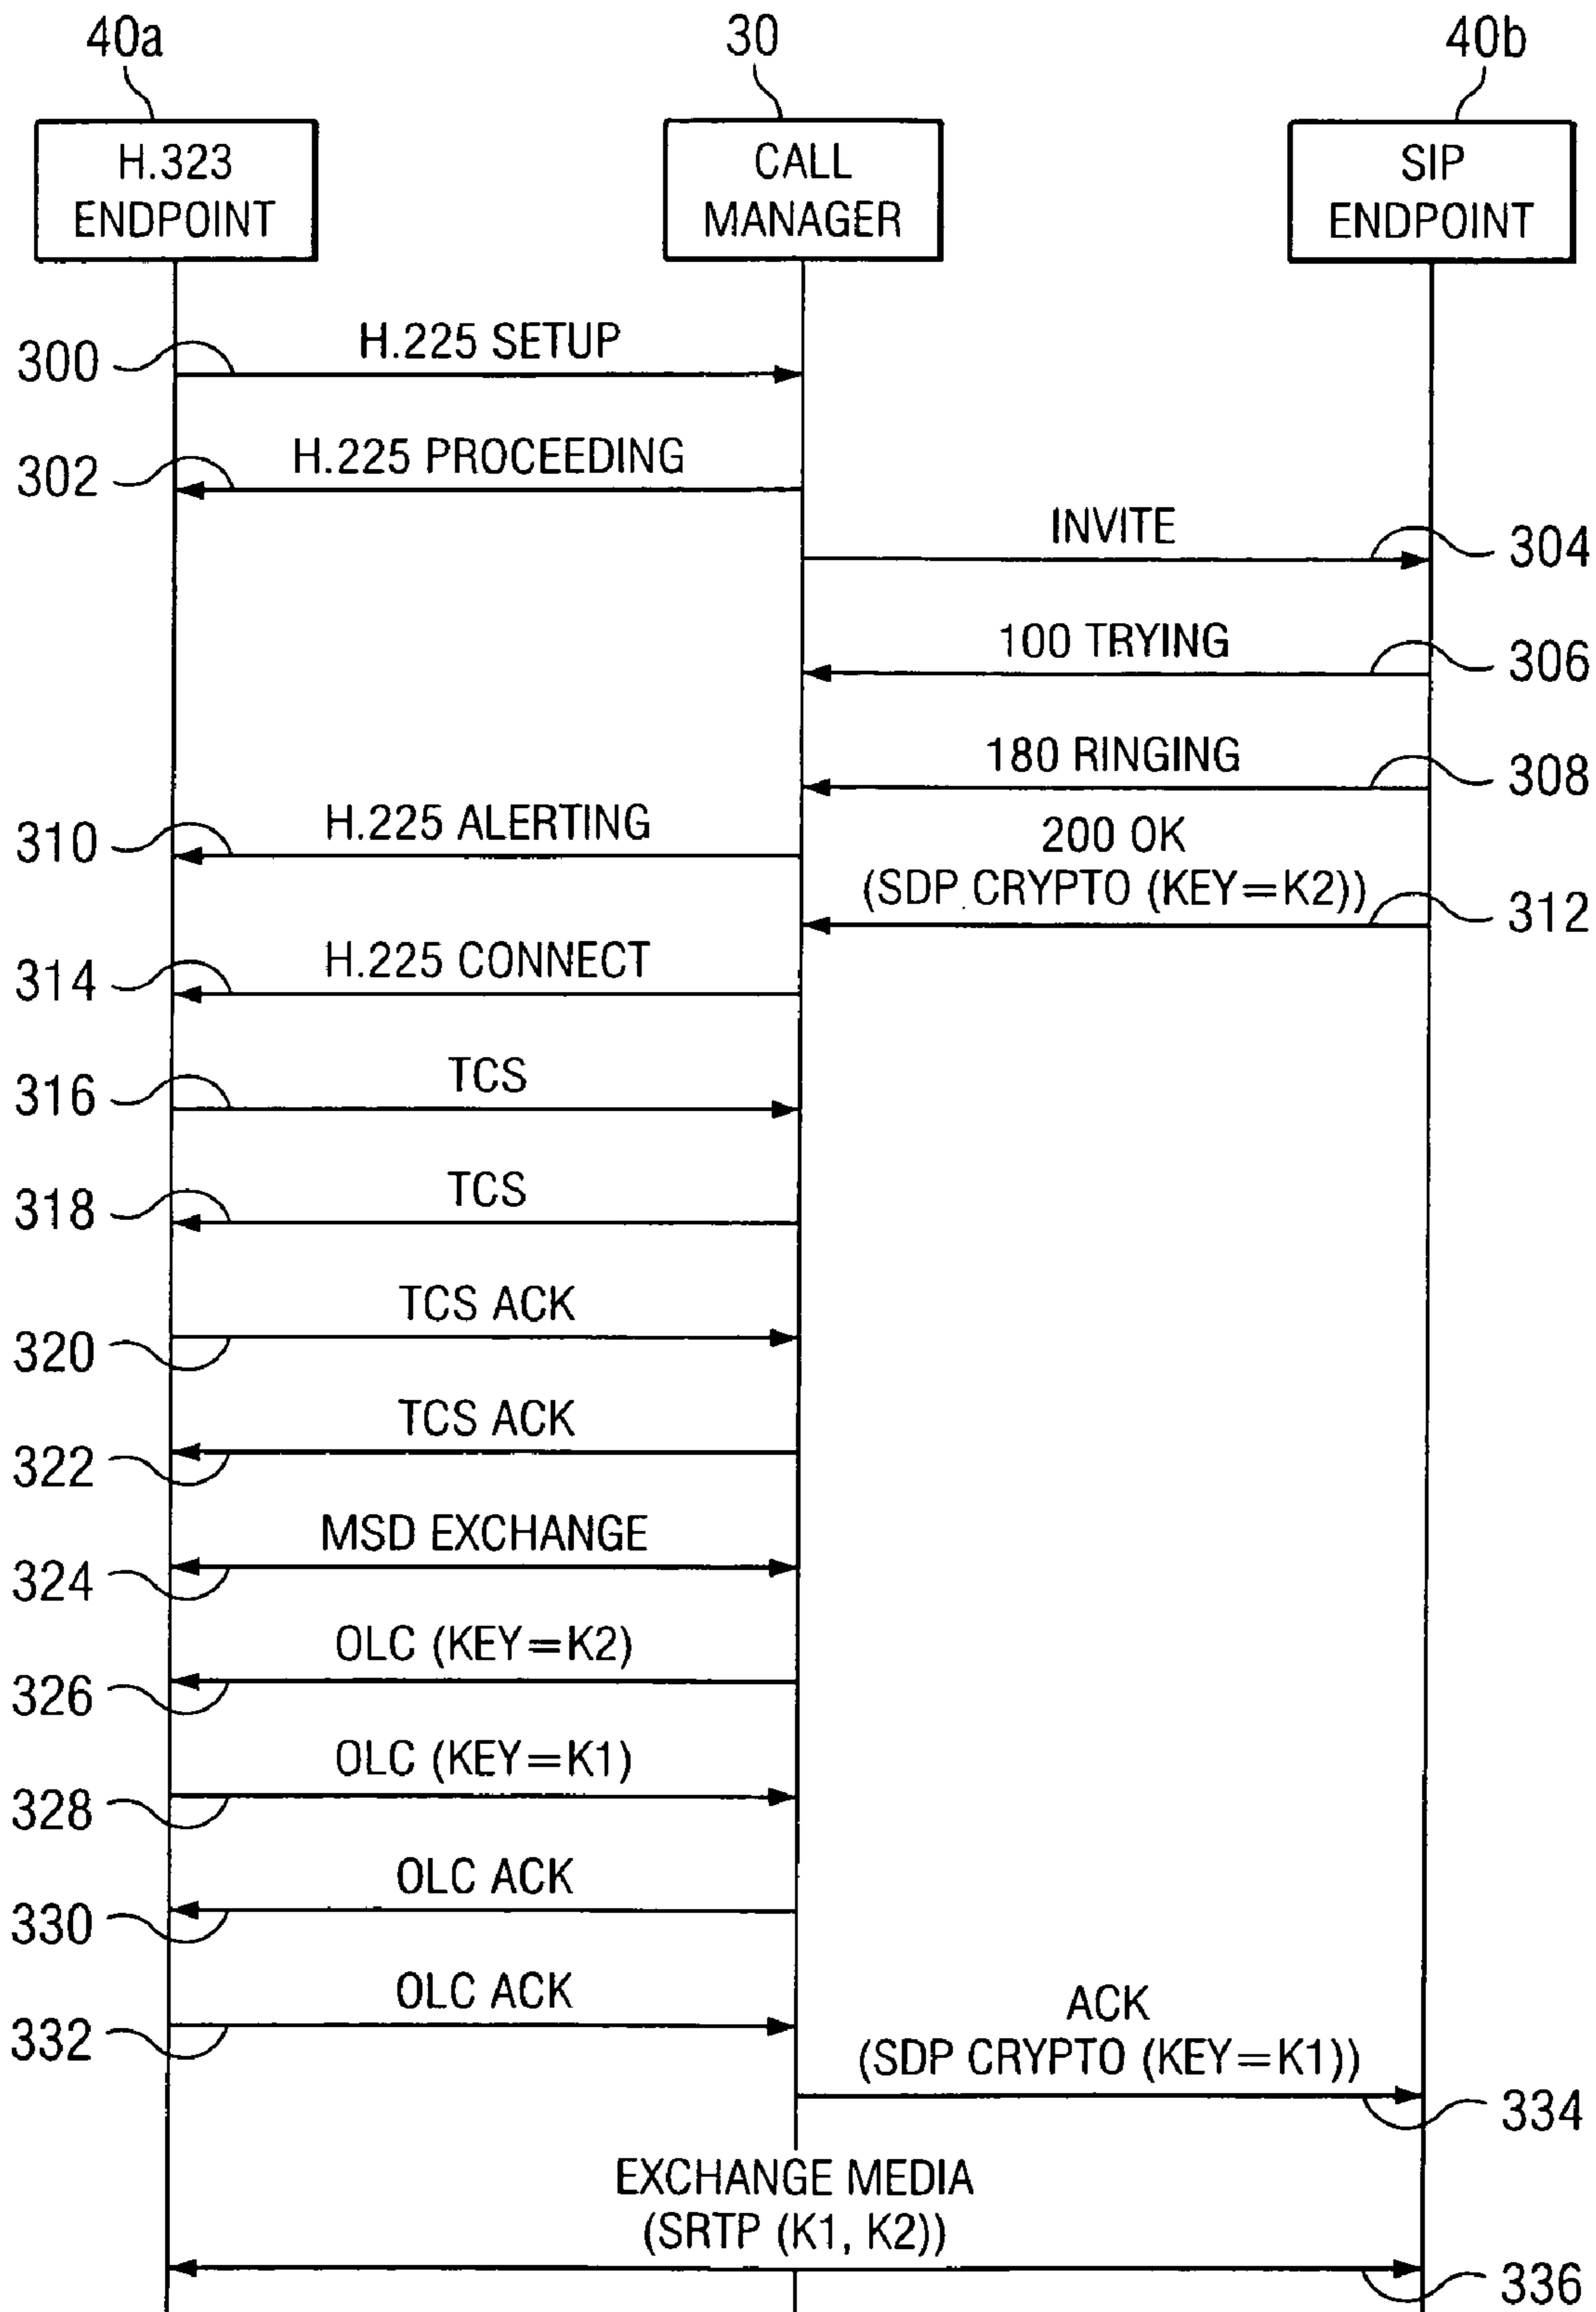 40a
30
40b
H.323
ENDPOINT
CALL
MANAGER
SIP
ENDPOINT
300
H.225 SETUP
302
H.225 PROCEEDING
INVITE
304
100 TRYING
306
180 RINGING
308
310
H.225 ALERTING
200 OK
(SDP CRYPTO (KEY=K2))
312
314
H.225 CONNECT
316
TCS
318
TCS
TCS ACK
320
TCS ACK
322
MSD EXCHANGE
324
OLC (KEY=K2)
326
OLC (KEY=K1)
328
OLC ACK
330
OLC ACK
332
ACK
(SDP CRYPTO (KEY=K1))
334
EXCHANGE MEDIA
(SRTP (K1, K2))
336